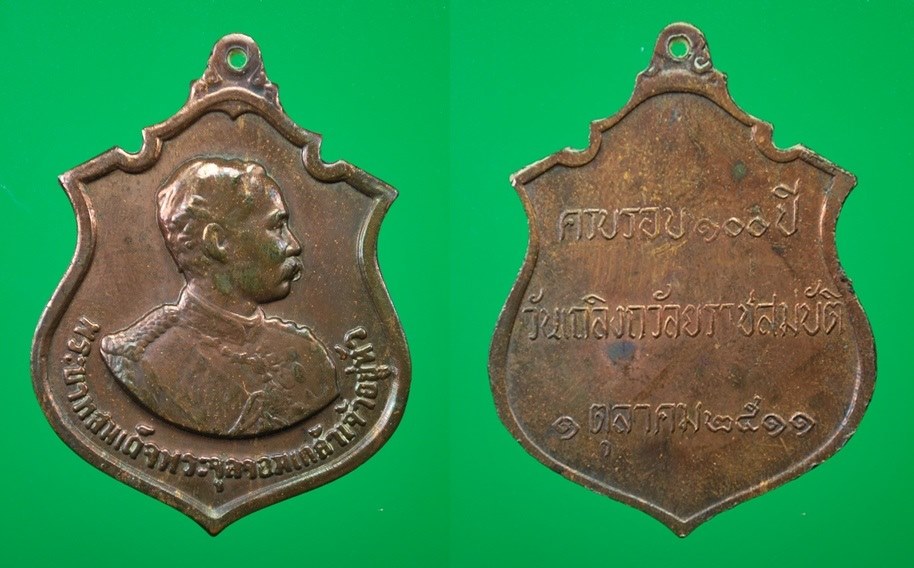 พระบาทสมเด็จพระจุลจอมเกล้าเจ้าอยู่หัว
ครบรอบ ๑๐๐ ปี
วันเถลิงถวัลยราชสมบัติ
๑ ตุลาคม ๒๕๑๑